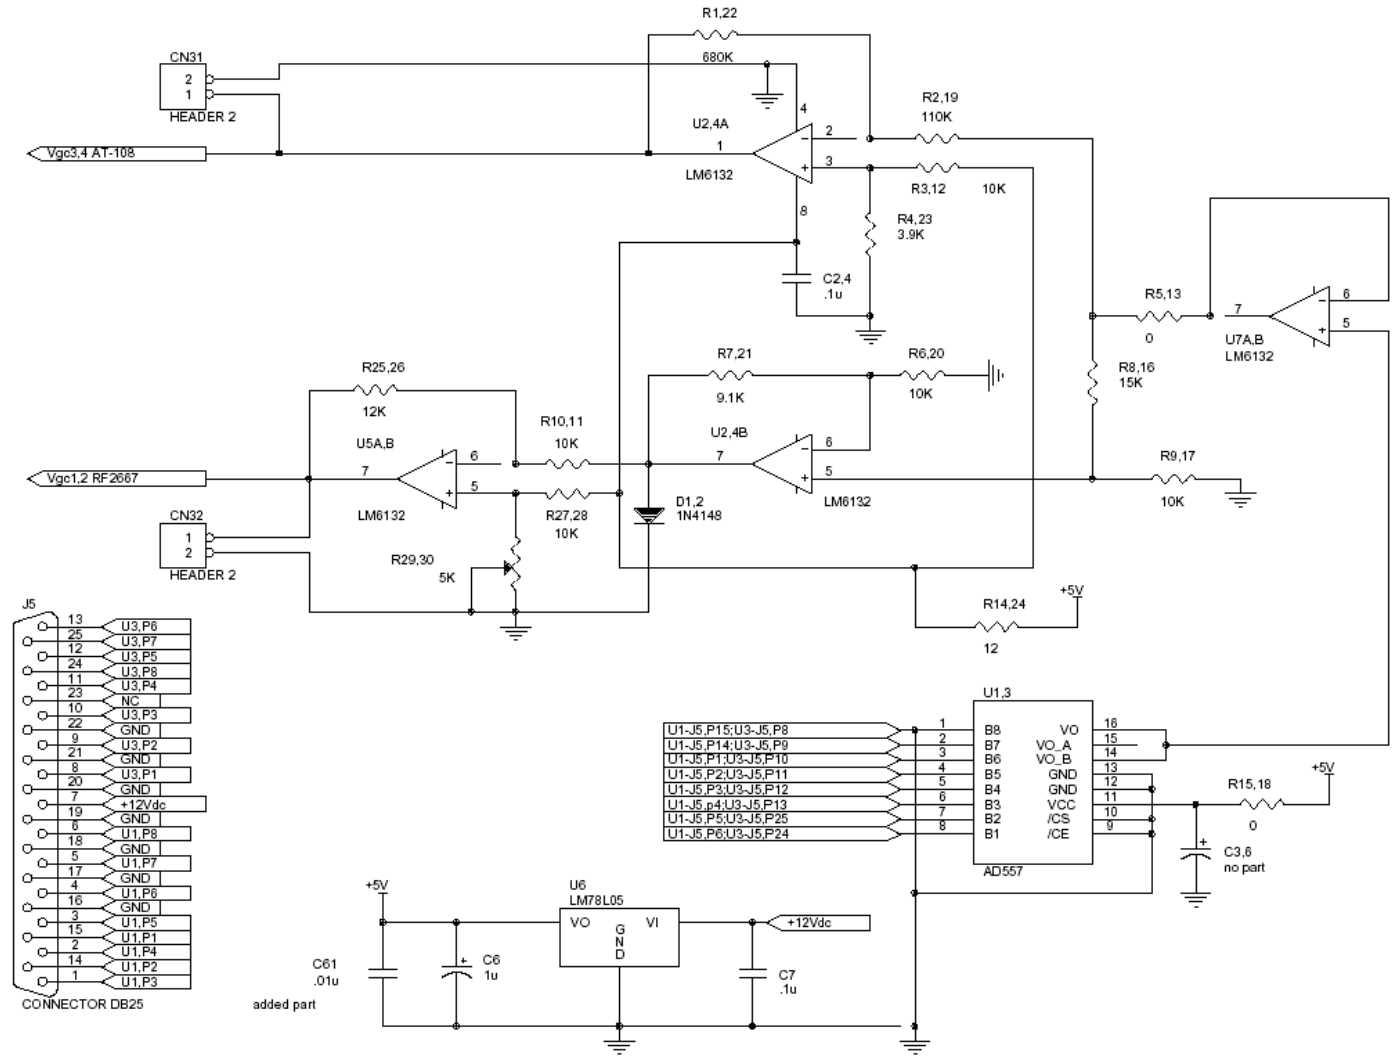 R1,22
680K
CN31
2
1
HEADER 2
Vgc3,4 AT-108
U2,4A
1
LM6132
4
2
3
8
R2,19
110K
R3,12
10K
R4,23
3.9K
C2,4
.1u
R5,13
0
7
6
5
U7A,B
LM6132
R8,16
15K
R7,21
9.1K
R6,20
10K
R25,26
12K
R10,11
10K
U2,4B
7
6
5
LM6132
U5A,B
7
6
5
LM6132
R9,17
10K
Vgc1,2 RF2667
CN32
1
2
HEADER 2
R27,28
10K
D1,2
1N4148
R29,30
5K
R14,24
12
+5V
J5
13 U3,P6
25 U3,P7
12 U3,P5
24 U3,P8
11 U3,P4
23 NC
10 U3,P3
22 GND
9 U3,P2
21 GND
8 U3,P1
20 GND
7 +12Vdc
19 GND
6 U1,P8
18 GND
5 U1,P7
17 GND
4 U1,P6
16 GND
3 U1,P5
15 U1,P1
2 U1,P4
14 U1,P2
1 U1,P3
CONNECTOR DB25
U1,3
U1-J5,P15;U3-J5,P8 1 B8 VO 16
U1-J5,P14;U3-J5,P9 2 B7 VO_A 15
U1-J5,P1;U3-J5,P10 3 B6 VO_B 14
U1-J5,P2;U3-J5,P11 4 B5 GND 13
U1-J5,P3;U3-J5,P12 5 B4 GND 12
U1-J5,p4;U3-J5,P13 6 B3 VCC 11
U1-J5,P5;U3-J5,P25 7 B2 /CS 10
U1-J5,P6;U3-J5,P24 8 B1 /CE 9
AD557
+5V
R15,18
0
+
C3,6
no part
+5V
U6
LM78L05
VO VI
G
N
D
+12Vdc
C61
.01u
added part
+
C6
1u
C7
.1u